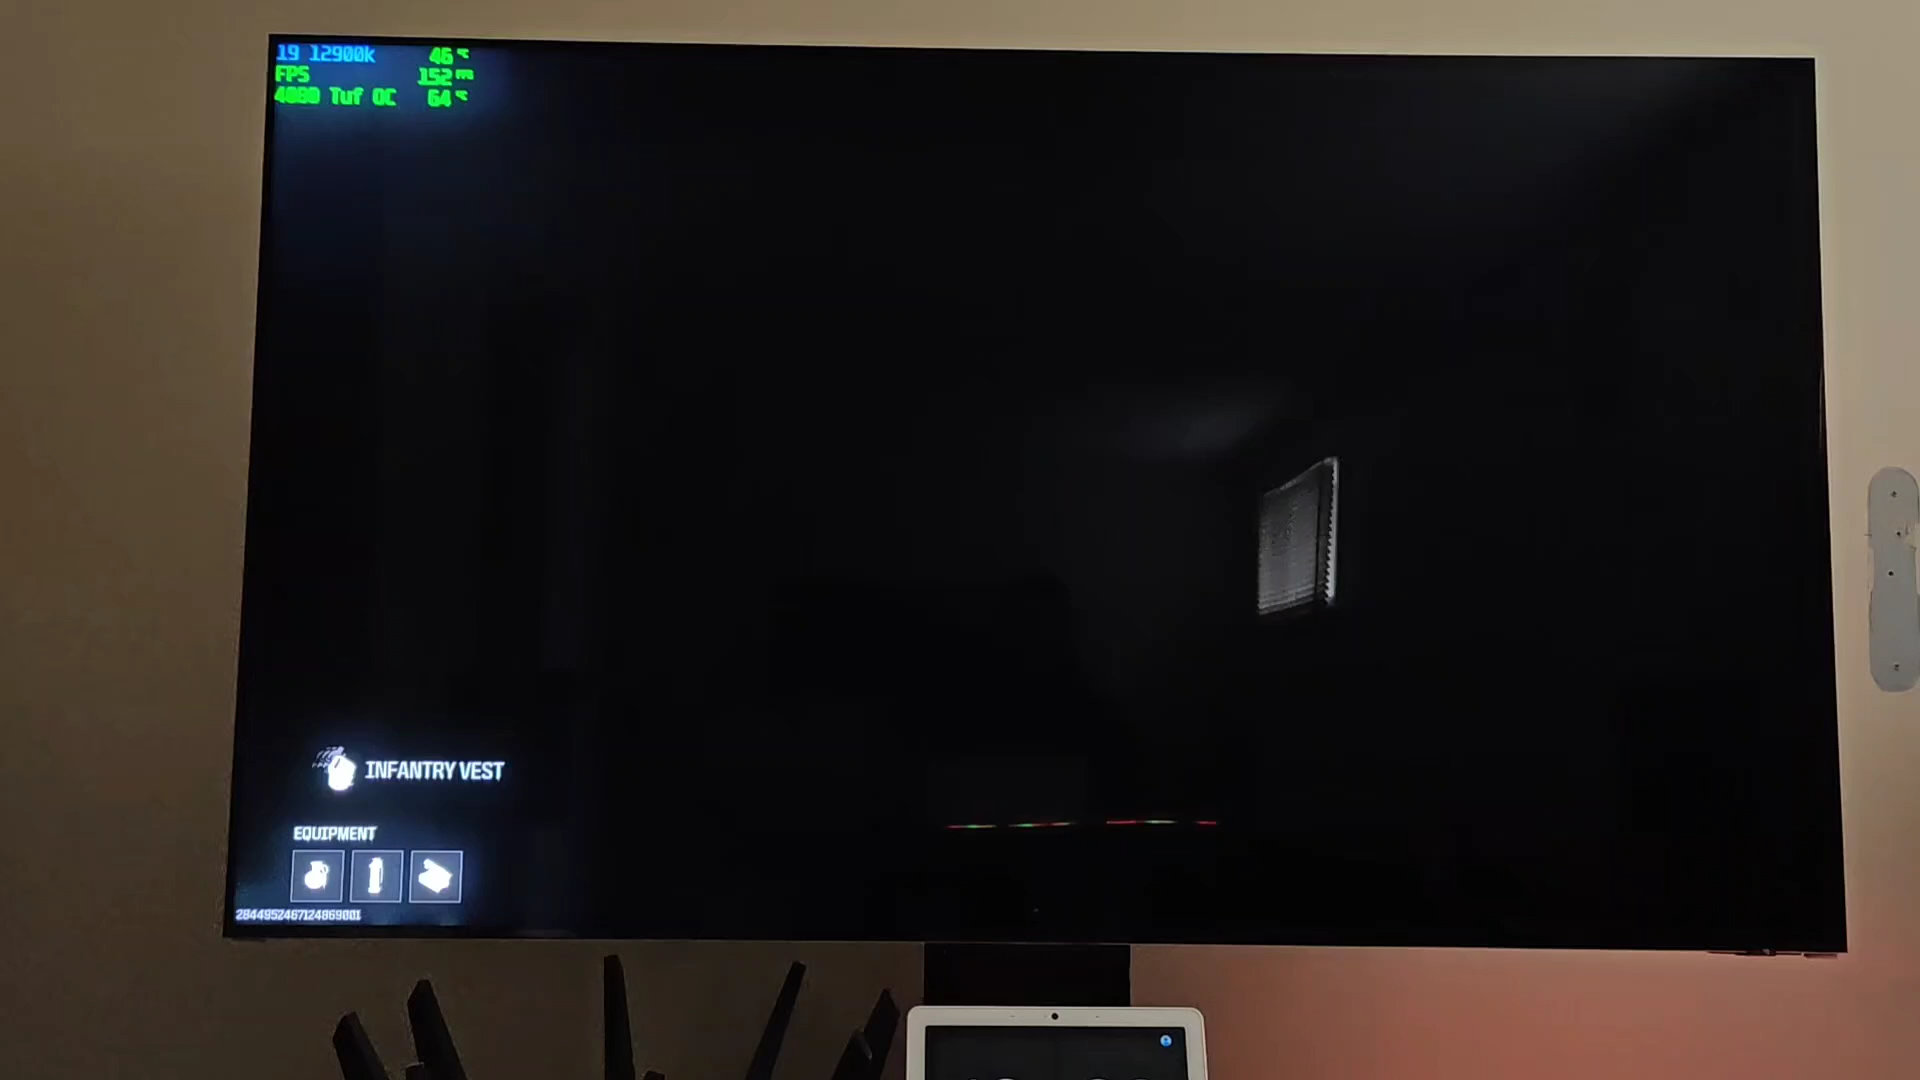 i9 12900k 46 °C
FPS 152
4080 Tuf OC 64 °C
INFANTRY VEST
EQUIPMENT
2844952467124869001